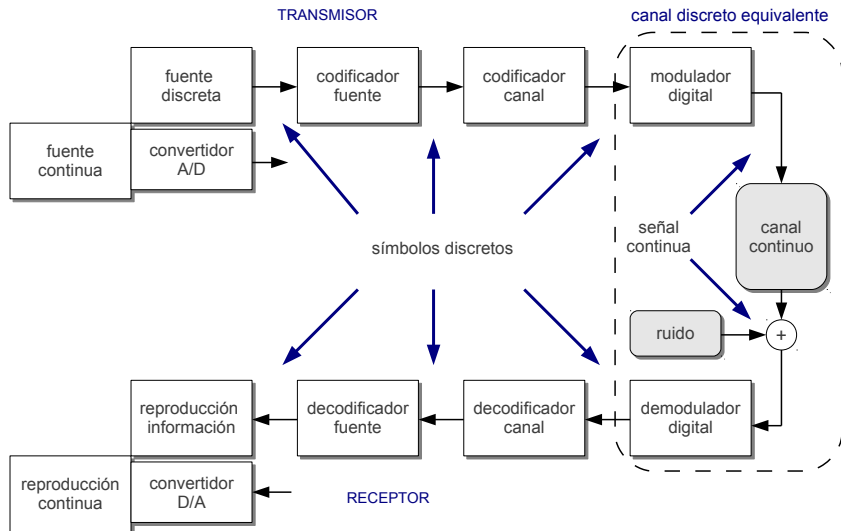 TRANSMISOR
canal discreto equivalente
fuente
discreta
codificador
fuente
codificador
canal
modulador
digital
fuente
continua
convertidor
A/D
símbolos discretos
señal
continua
canal
continuo
ruido
+
reproducción
información
decodificador
fuente
decodificador
canal
demodulador
digital
reproducción
continua
convertidor
D/A
RECEPTOR